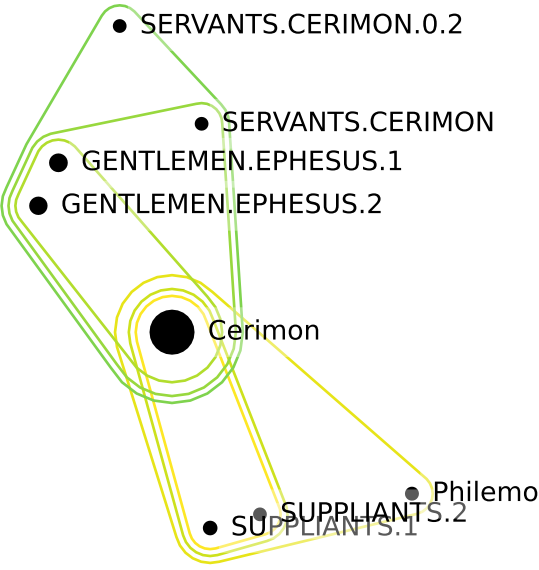 SERVANTS.CERIMON.0.2
SERVANTS.CERIMON
GENTLEMEN.EPHESUS.1
GENTLEMEN.EPHESUS.2
Cerimon
Philemo
SUPPLIANTS.2
SUPPLIANTS.1